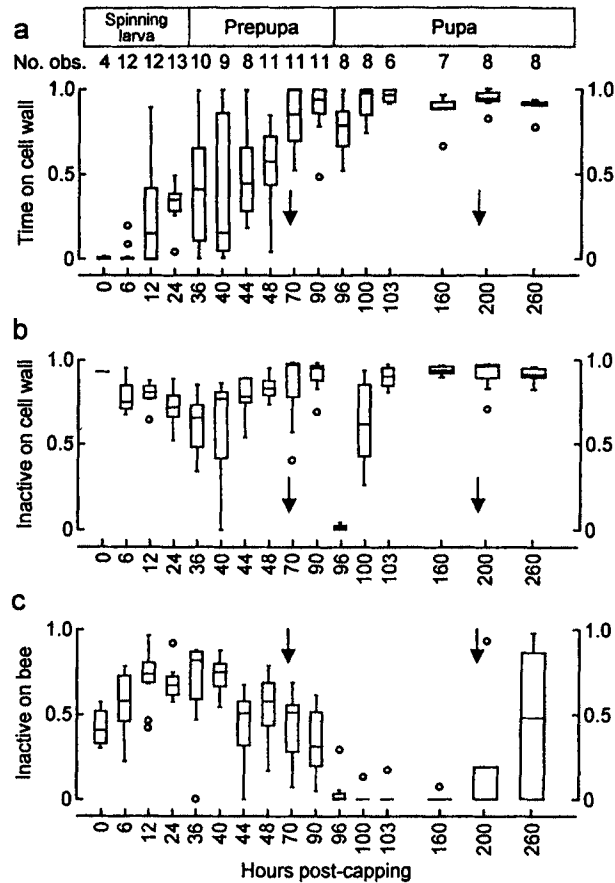 a
Spinning larva Prepupa Pupa
No. obs. 4 12 12 13 10 9 8 11 11 11 8 8 6 7 8 8
Time on cell wall
1.0 1.0
0.5 0.5
0 0
0 6 12 24 36 40 44 48 70 90 96 100 103 160 200 260
b
Inactive on cell wall
1.0 1.0
0.5 0.5
0 0
0 6 12 24 36 40 44 48 70 90 96 100 103 160 200 260
c
Inactive on bee
1.0 1.0
0.5 0.5
0 0
0 6 12 24 36 40 44 48 70 90 96 100 103 160 200 260
Hours post-capping